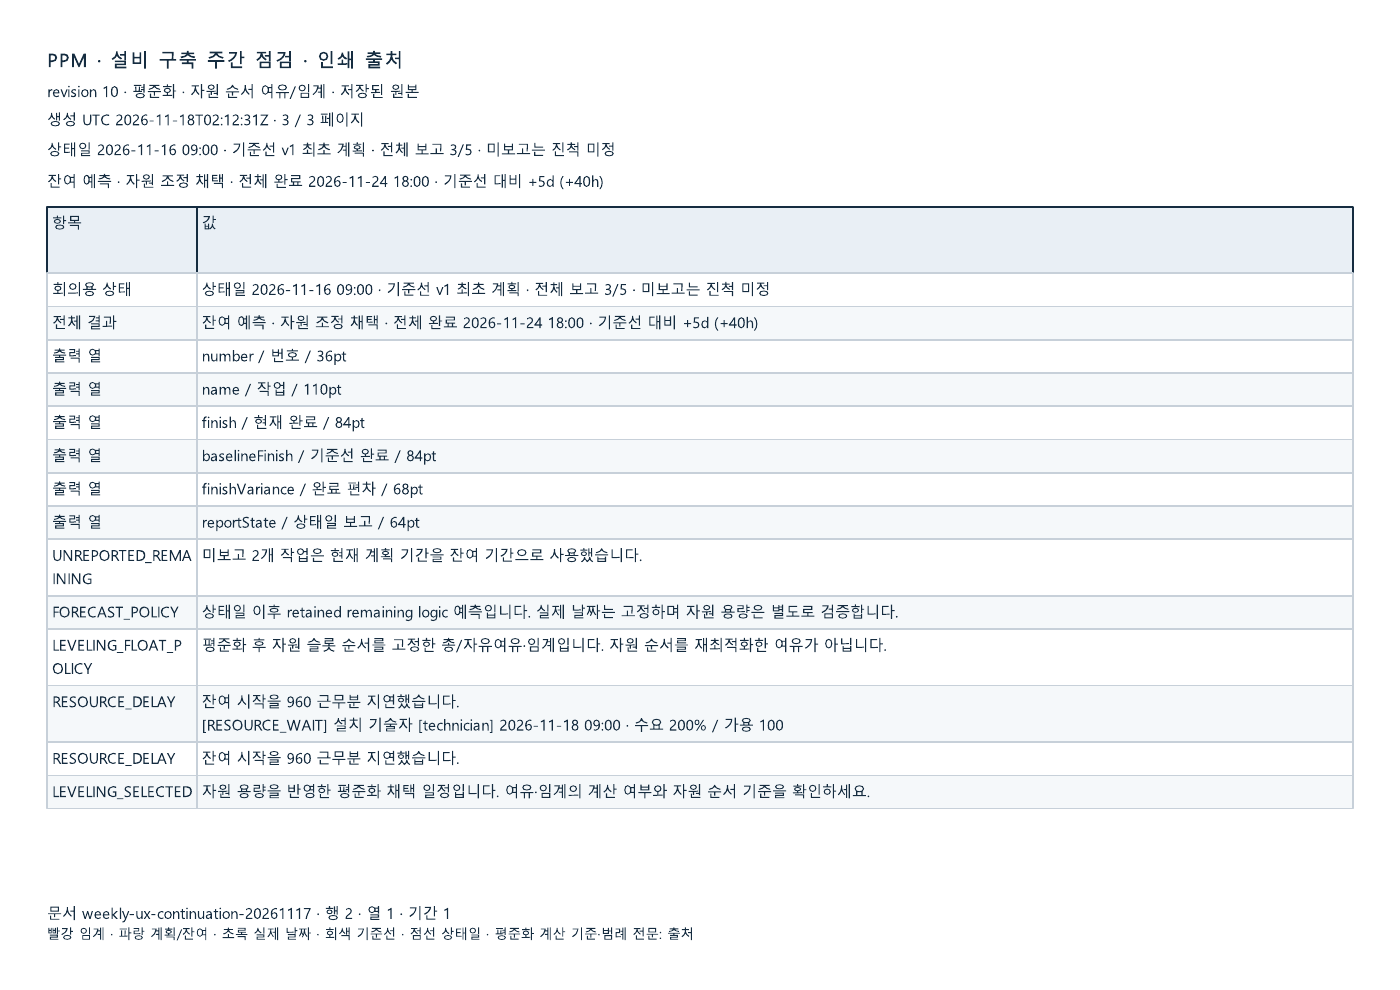 PPM · 설비 구축 주간 점검 · 인쇄 출처
revision 10 · 평준화 · 자원 순서 여유/임계 · 저장된 원본
생성 UTC 2026-11-18T02:12:31Z · 3 / 3 페이지
상태일 2026-11-16 09:00 · 기준선 v1 최초 계획 · 전체 보고 3/5 · 미보고는 진척 미정
잔여 예측 · 자원 조정 채택 · 전체 완료 2026-11-24 18:00 · 기준선 대비 +5d (+40h)
항목 값
회의용 상태 상태일 2026-11-16 09:00 · 기준선 v1 최초 계획 · 전체 보고 3/5 · 미보고는 진척 미정
전체 결과 잔여 예측 · 자원 조정 채택 · 전체 완료 2026-11-24 18:00 · 기준선 대비 +5d (+40h)
출력 열 number / 번호 / 36pt
출력 열 name / 작업 / 110pt
출력 열 finish / 현재 완료 / 84pt
출력 열 baselineFinish / 기준선 완료 / 84pt
출력 열 finishVariance / 완료 편차 / 68pt
출력 열 reportState / 상태일 보고 / 64pt
UNREPORTED_REMA 미보고 2개 작업은 현재 계획 기간을 잔여 기간으로 사용했습니다.
INING
FORECAST_POLICY 상태일 이후 retained remaining logic 예측입니다. 실제 날짜는 고정하며 자원 용량은 별도로 검증합니다.
LEVELING_FLOAT_P 평준화 후 자원 슬롯 순서를 고정한 총/자유여유·임계입니다. 자원 순서를 재최적화한 여유가 아닙니다.
OLICY
RESOURCE_DELAY 잔여 시작을 960 근무분 지연했습니다.
[RESOURCE_WAIT] 설치 기술자 [technician] 2026-11-18 09:00 · 수요 200% / 가용 100
RESOURCE_DELAY 잔여 시작을 960 근무분 지연했습니다.
LEVELING_SELECTED 자원 용량을 반영한 평준화 채택 일정입니다. 여유·임계의 계산 여부와 자원 순서 기준을 확인하세요.
문서 weekly-ux-continuation-20261117 · 행 2 · 열 1 · 기간 1
빨강 임계 · 파랑 계획/잔여 · 초록 실제 날짜 · 회색 기준선 · 점선 상태일 · 평준화 계산 기준·범례 전문: 출처